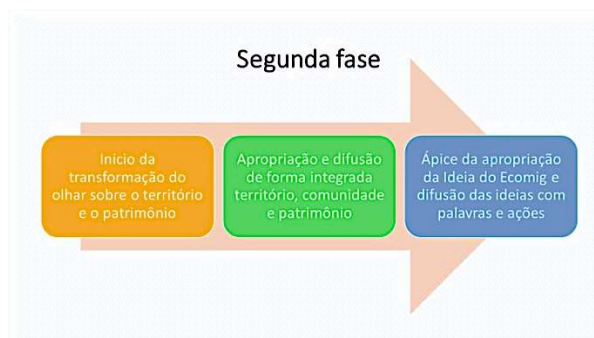 Segunda fase
Inicio da
transformação do
olhar sobre o território
e o patrimônio
Apropriação e difusão
de forma integrada
território, comunidade
e patrimônio
Ápice da apropriação
da Ideia do Ecomig e
difusão das ideias com
palavras e ações